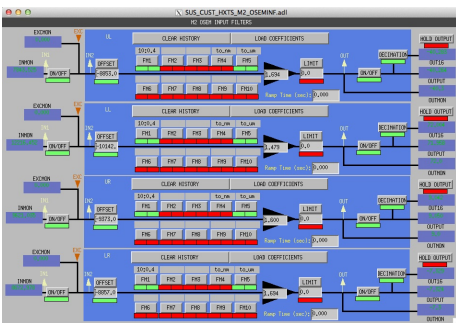 SUS_CUST_HXTS_M2_OSEMINF.adl
M2 OSEM INPUT FILTERS
EXCMON EXC UL CLEAR HISTORY LOAD COEFFICIENTS HOLD OUTPUT
INMON IN1 IN2 10:0,4 to_nm to_um OUT DECIMATION
ON/OFF OFFSET FM1 FM2 FM3 FM4 FM5 LIMIT OUT16
-8853,0 1,694 0,0 ON/OFF OUTPUT
FM6 FM7 FM8 FM9 FM10 Ramp Time (sec): 0,000 OUTMON
EXCMON EXC LL CLEAR HISTORY LOAD COEFFICIENTS HOLD OUTPUT
INMON IN1 IN2 10:0,4 to_nm to_um OUT DECIMATION
ON/OFF OFFSET FM1 FM2 FM3 FM4 FM5 LIMIT OUT16
-10142, 1,479 0,0 ON/OFF OUTPUT
FM6 FM7 FM8 FM9 FM10 Ramp Time (sec): 0,000 OUTMON
EXCMON EXC UR CLEAR HISTORY LOAD COEFFICIENTS HOLD OUTPUT
INMON IN1 IN2 10:0,4 to_nm to_um OUT DECIMATION
ON/OFF OFFSET FM1 FM2 FM3 FM4 FM5 LIMIT OUT16
-9373,0 1,600 0,0 ON/OFF OUTPUT
FM6 FM7 FM8 FM9 FM10 Ramp Time (sec): 0,000 OUTMON
EXCMON EXC LR CLEAR HISTORY LOAD COEFFICIENTS HOLD OUTPUT
INMON IN1 IN2 10:0,4 to_nm to_um OUT DECIMATION
ON/OFF OFFSET FM1 FM2 FM3 FM4 FM5 LIMIT OUT16
-8857,0 1,694 0,0 ON/OFF OUTPUT
FM6 FM7 FM8 FM9 FM10 Ramp Time (sec): 0,000 OUTMON